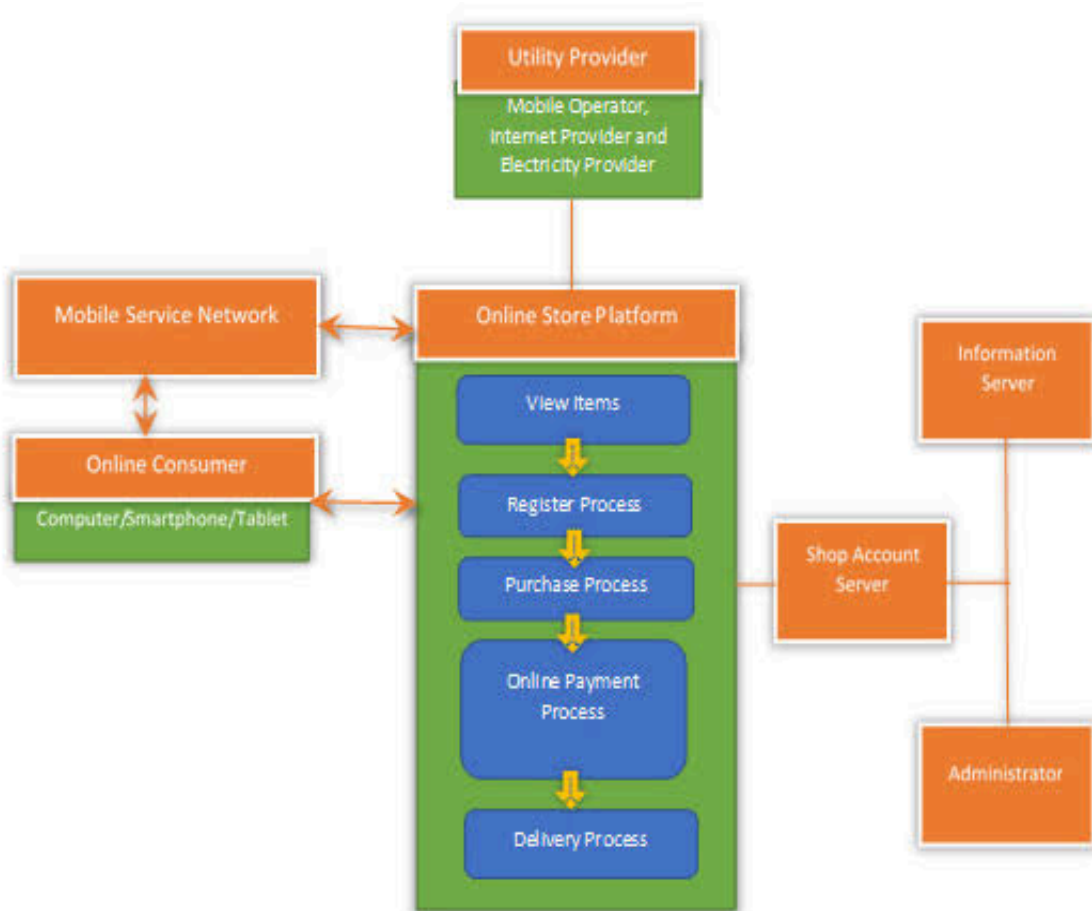 Utility Provider
Mobile Operator,
Internet Provider and
Electricity Provider
Mobile Service Network
Online Consumer
Computer/Smartphone/Tablet
Online Store Platform
View Items
Register Process
Purchase Process
Online Payment
Process
Delivery Process
Shop Account
Server
Information
Server
Administrator